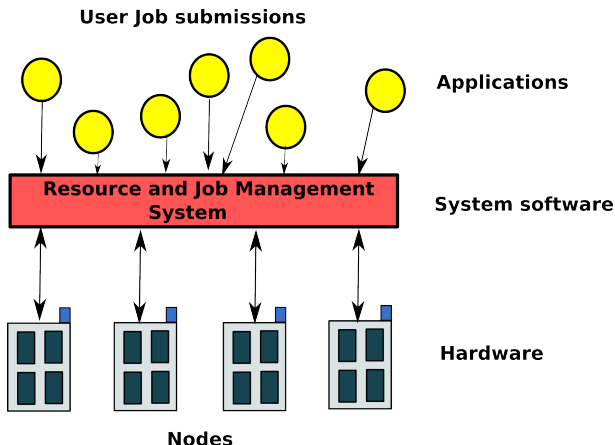 User Job submissions
Applications
Resource and Job Management
System
System software
Hardware
Nodes